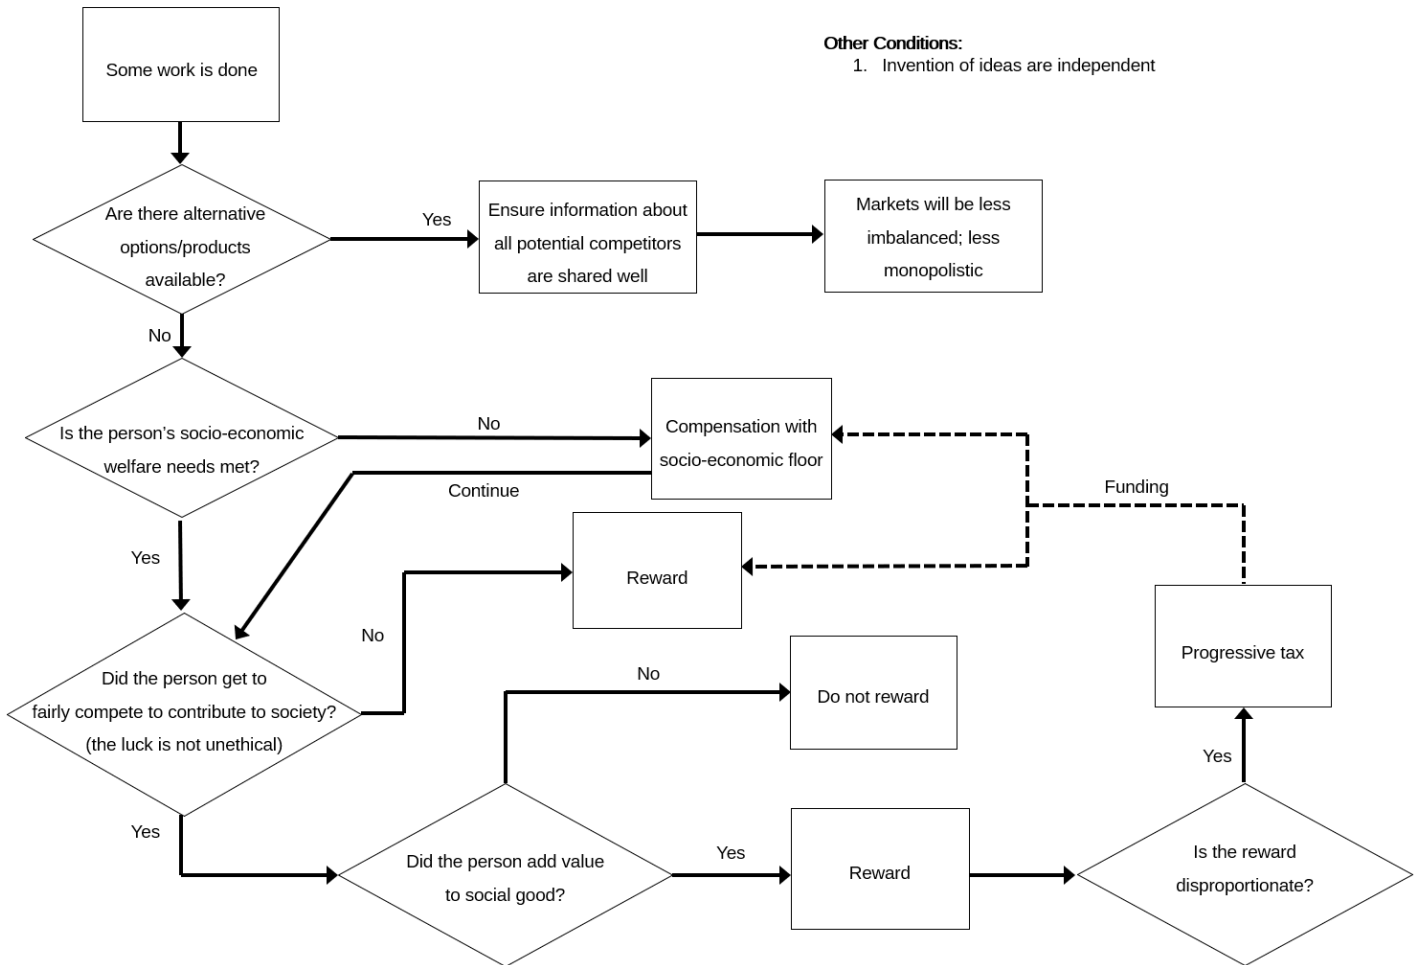 Other Conditions:
1. Invention of ideas are independent
Some work is done
Are there alternative
options/products
available?
Yes
Ensure information about
all potential competitors
are shared well
Markets will be less
imbalanced; less
monopolistic
No
Is the person’s socio-economic
welfare needs met?
No
Compensation with
socio-economic floor
Continue
Funding
Yes
Reward
No
Did the person get to
fairly compete to contribute to society?
(the luck is not unethical)
Progressive tax
No
Do not reward
Yes
Yes
Did the person add value
to social good?
Yes
Reward
Is the reward
disproportionate?